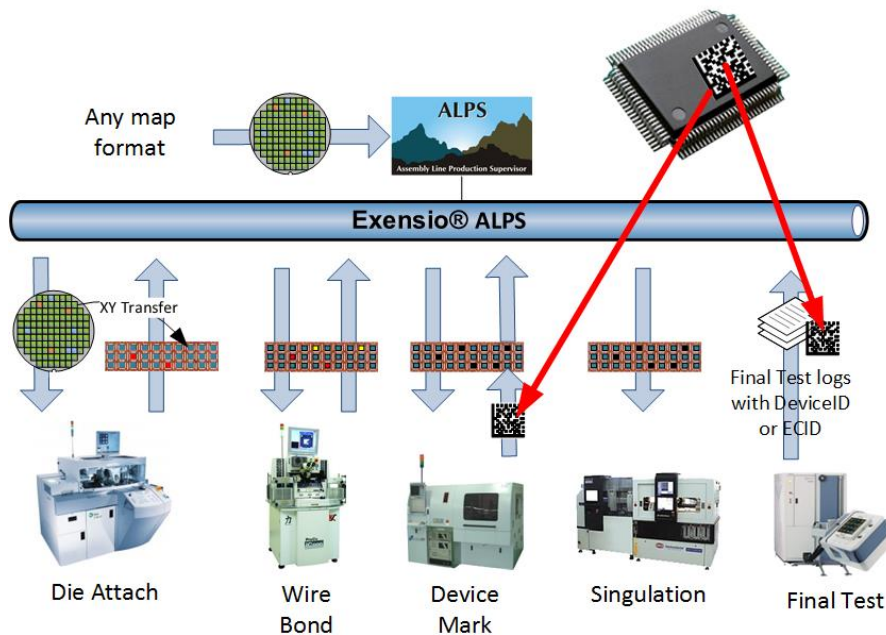 Any map
format
ALPS
Assembly Line Production Supervisor
Exensio® ALPS
XY Transfer
Final Test logs
with DeviceID
or ECID
Die Attach
Wire
Bond
Device
Mark
Singulation
Final Test